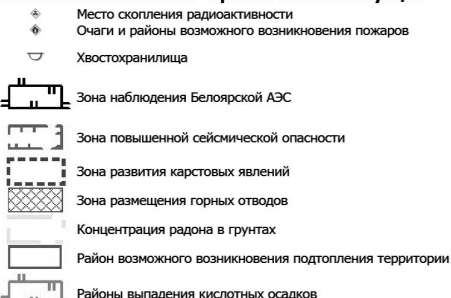 Место скопления радиоактивности
Очаги и районы возможного возникновения пожаров
Хвостохранилища
Зона наблюдения Белоярской АЭС
Зона повышенной сейсмической опасности
Зона развития карстовых явлений
Зона размещения горных отводов
Концентрация радона в грунтах
Район возможного возникновения подтопления территории
Районы выпадения кислотных осадков